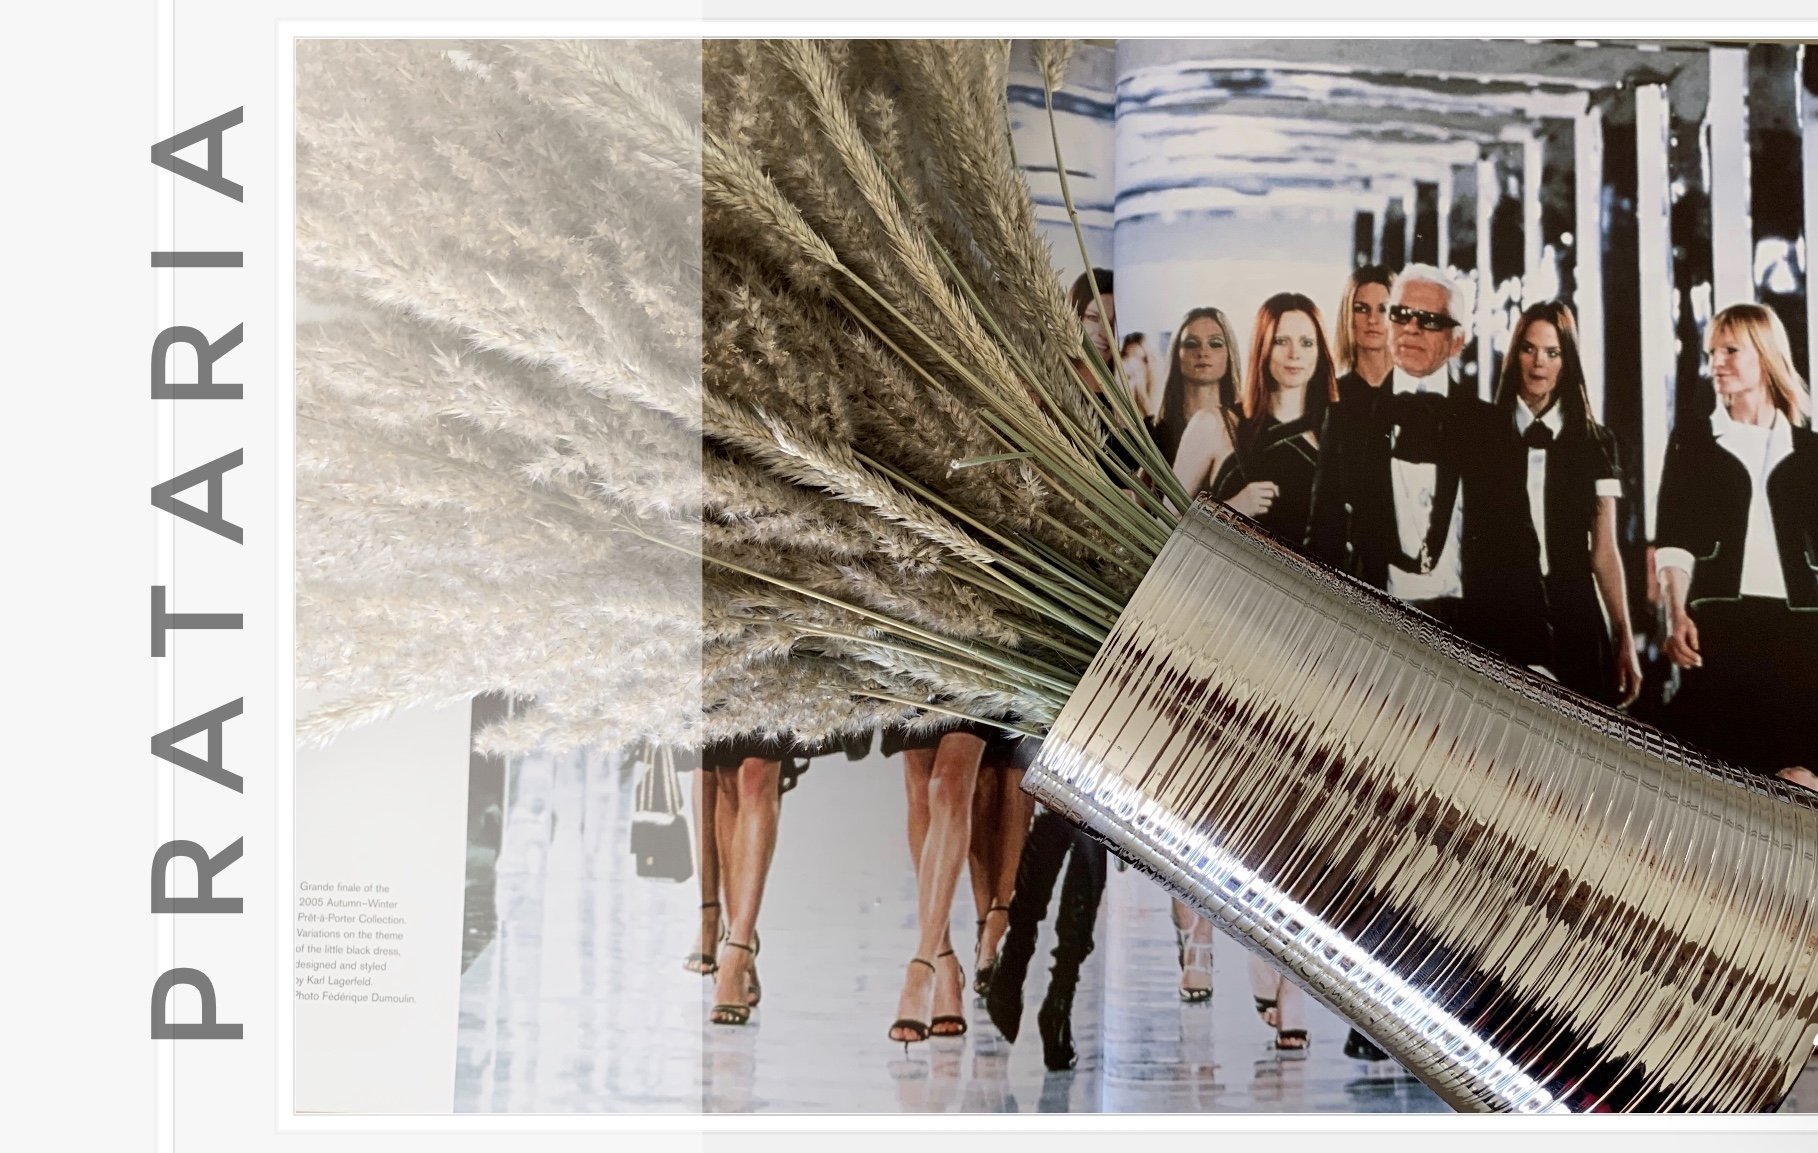 PRATARIA
Grande finale of the
2005 Autumn–Winter
Prêt-à-Porter Collection.
Variations on the theme
of the little black dress,
designed and styled
by Karl Lagerfeld.
Photo Fédérique Dumoulin.